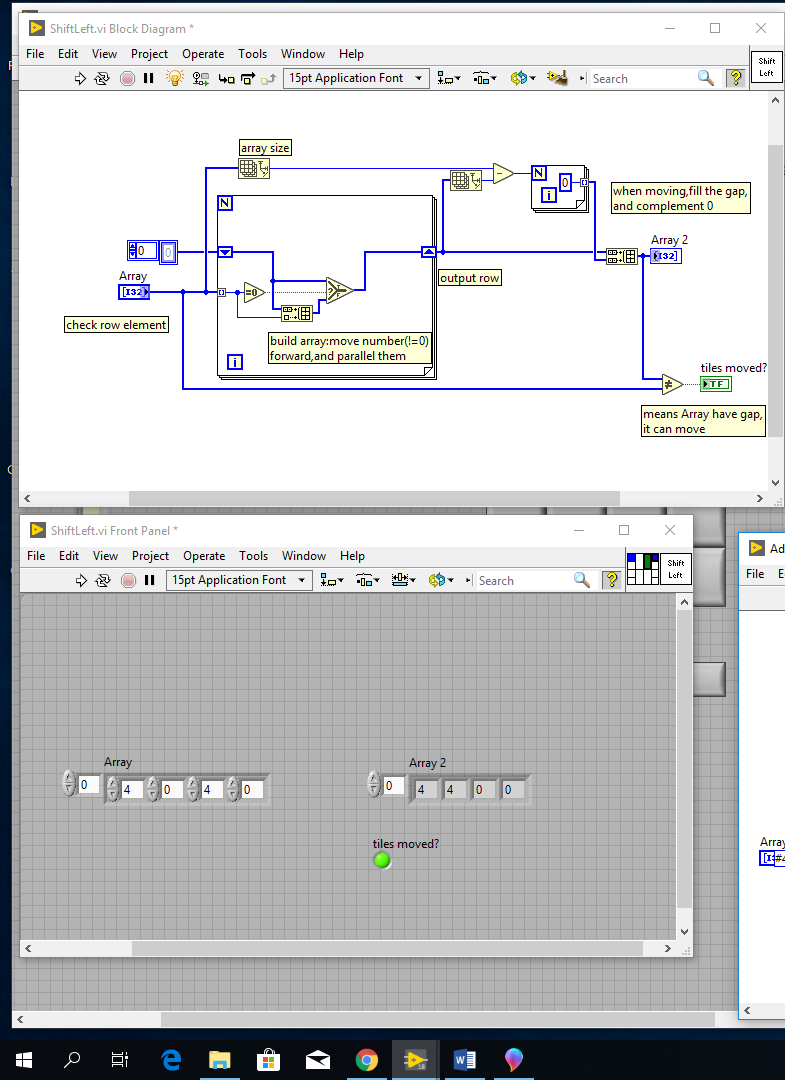 ShiftLeft.vi Block Diagram *
File Edit View Project Operate Tools Window Help
15pt Application Font
Search
?
Shift
Left
array size
N
i
0
when moving,fill the gap,
and complement 0
N
0
0
Array 2
I32
Array
I32
output row
=0
?
check row element
build array:move number(!=0)
forward,and parallel them
i
tiles moved?
≠
TF
means Array have gap,
it can move
ShiftLeft.vi Front Panel *
File Edit View Project Operate Tools Window Help
15pt Application Font
Search
?
Shift
Left
Ad
File E
Array
0 4 0 4 0
Array 2
0 4 4 0 0
tiles moved?
Array